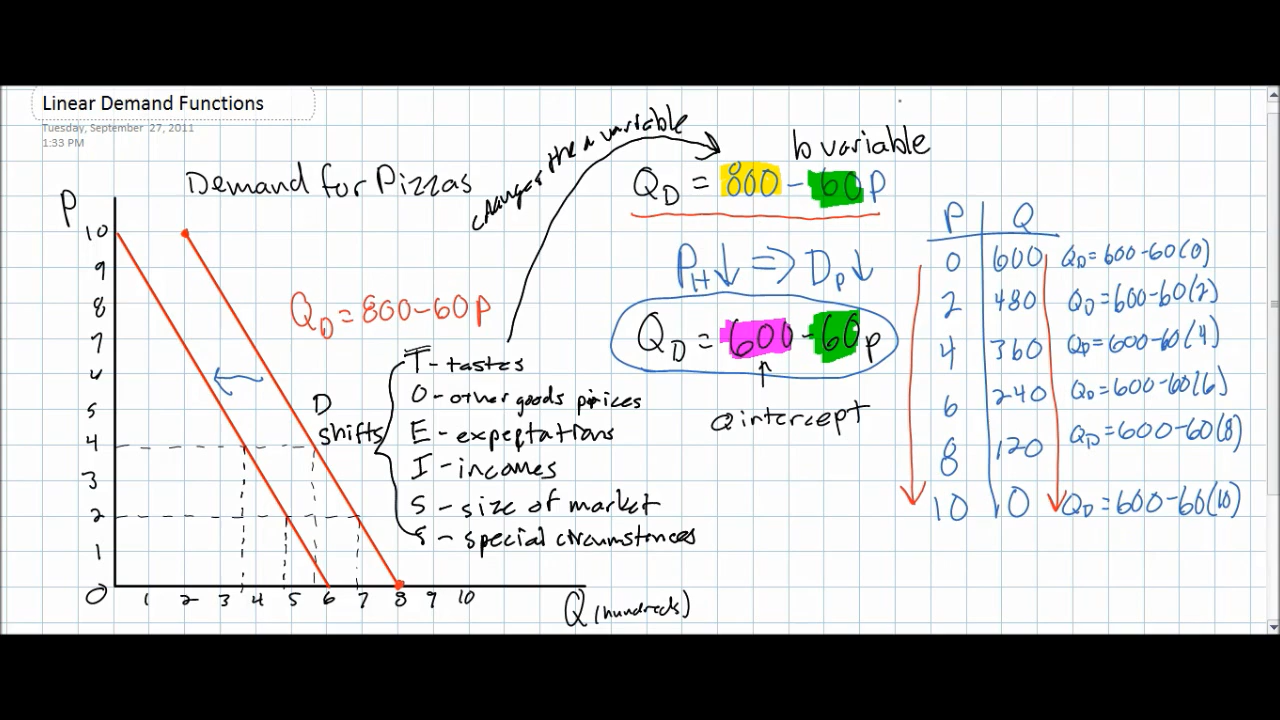 Linear Demand Functions
Tuesday, September 27, 2011
1:33 PM
Demand for Pizzas
changes the a variable
b variable
QD = 800 - 60P
PH↓ => DP↓
QD = 600 - 60p
↑
Q intercept
P
10
9
8
7
6
5
4
3
2
1
0
1 2 3 4 5 6 7 8 9 10
Q (hundreds)
QD = 800 - 60P
D
shifts
T - tastes
O - other goods prices
E - expeptations
I - incomes
S - size of market
S - special circumstances
P Q
0 600 QD = 600 - 60(0)
2 480 QD = 600 - 60(2)
4 360 QD = 600 - 60(4)
6 240 QD = 600 - 60(6)
8 120 QD = 600 - 60(8)
10 0 QD = 600 - 60(10)